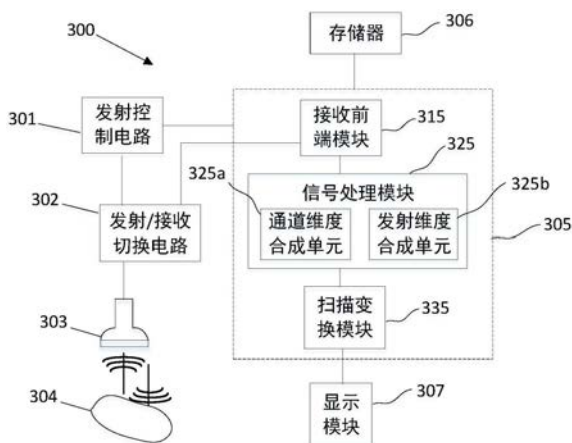 300
存储器
306
301
发射控
制电路
接收前
端模块
315
325
325a
信号处理模块
325b
302
发射/接收
切换电路
通道维度
合成单元
发射维度
合成单元
305
303
扫描变
换模块
335
304
显示
模块
307